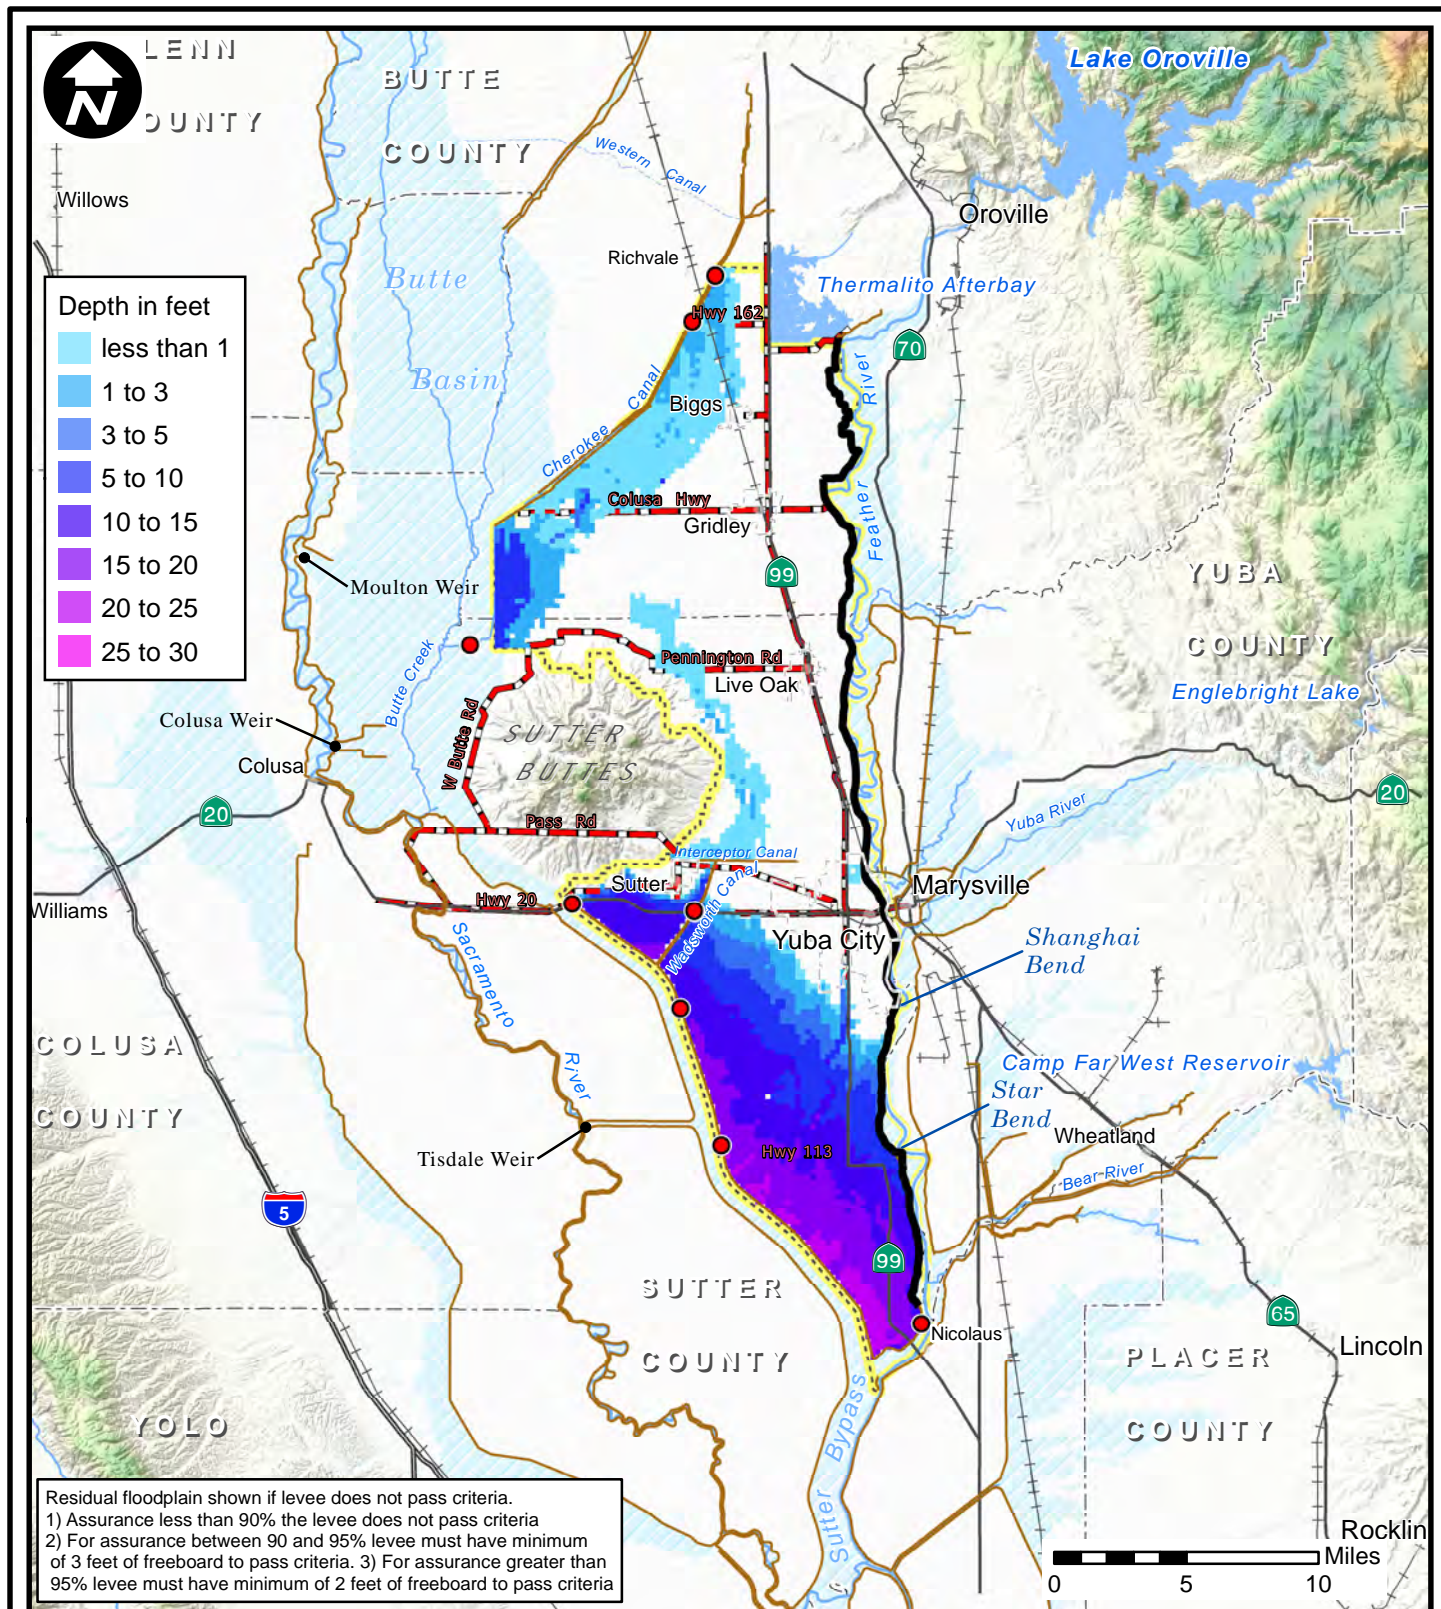 GLENN
COUNTY
N
BUTTE
COUNTY
Lake Oroville
Western Canal
Willows
Oroville
Richvale
Butte
Basin
Thermalito Afterbay
Depth in feet
less than 1
1 to 3
3 to 5
5 to 10
10 to 15
15 to 20
20 to 25
25 to 30
Hwy 162
70
Feather River
Cherokee Canal
Biggs
Colusa Hwy
Gridley
99
Moulton Weir
YUBA
COUNTY
Butte Creek
Pennington Rd
Live Oak
Englebright Lake
Colusa Weir
W Butte Rd
SUTTER
BUTTES
Colusa
20
20
Pass Rd
Yuba River
Interceptor Canal
Sutter
Wadsworth Canal
Marysville
Hwy 20
Williams
Yuba City
Shanghai
Bend
Sacramento River
COLUSA
COUNTY
Camp Far West Reservoir
Star
Bend
Wheatland
Tisdale Weir
Hwy 113
Bear River
5
99
SUTTER
COUNTY
Nicolaus
65
Lincoln
PLACER
COUNTY
YOLO
Sutter Bypass
Residual floodplain shown if levee does not pass criteria.
1) Assurance less than 90% the levee does not pass criteria
2) For assurance between 90 and 95% levee must have minimum
of 3 feet of freeboard to pass criteria. 3) For assurance greater than
95% levee must have minimum of 2 feet of freeboard to pass criteria
Rocklin
Miles
0 5 10